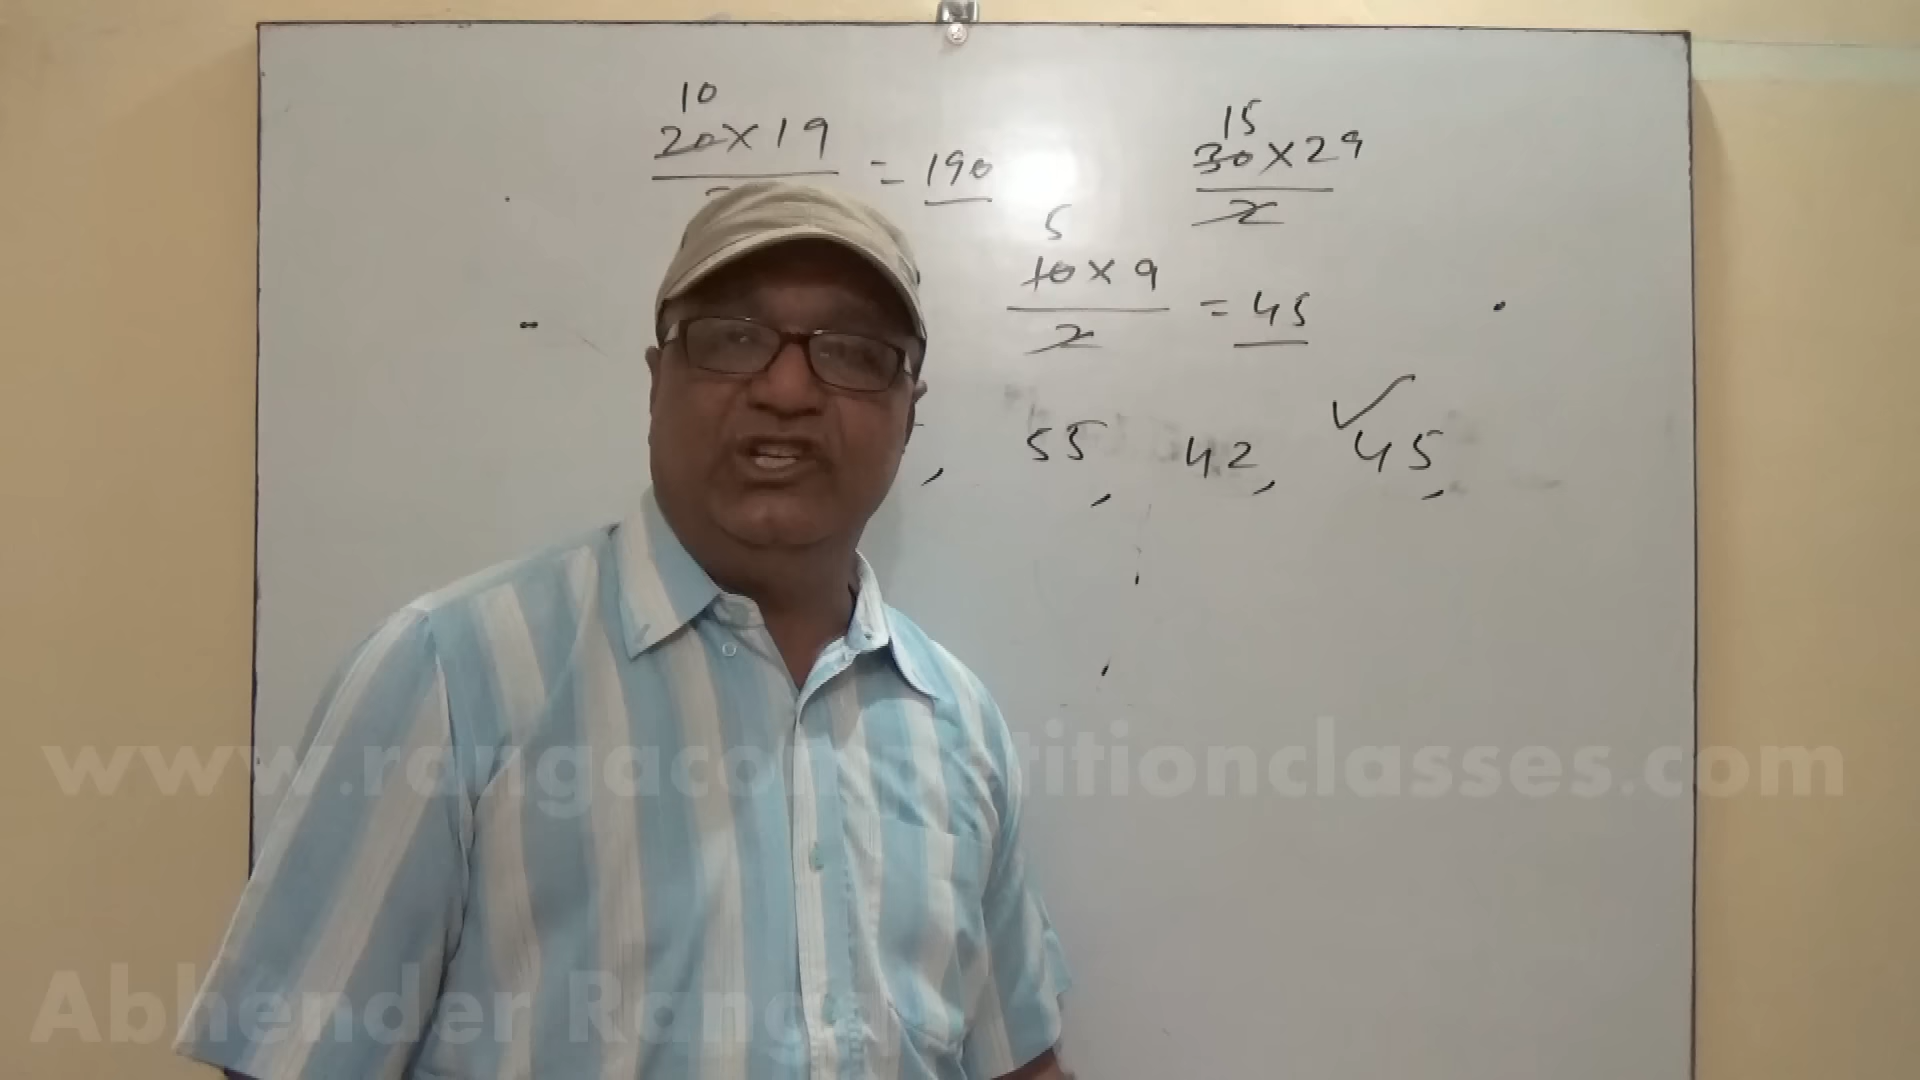 10
20 x 19 = 190
15
30 x 29
2
5
10 x 9 = 45
2
, 55, 42, 45,
www.rangacompetitionclasses.com
Abhender Ranga